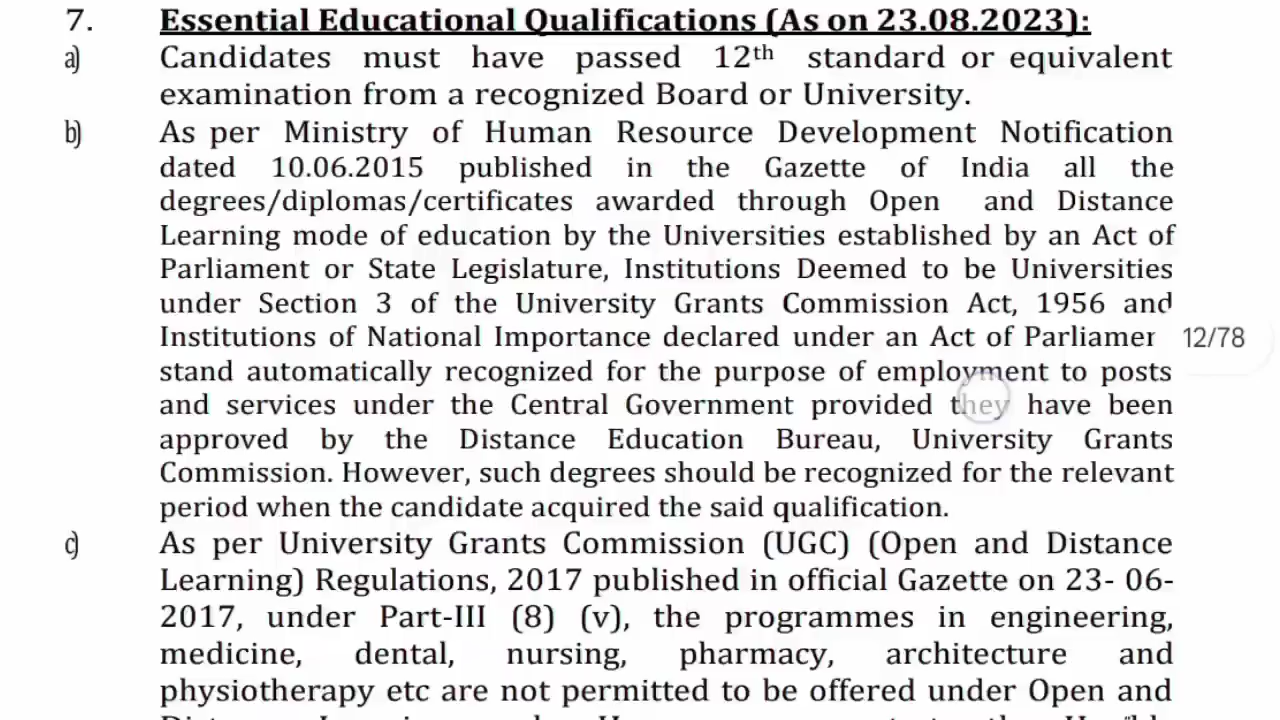 7. Essential Educational Qualifications (As on 23.08.2023):
a) Candidates must have passed 12th standard or equivalent
examination from a recognized Board or University.
b) As per Ministry of Human Resource Development Notification
dated 10.06.2015 published in the Gazette of India all the
degrees/diplomas/certificates awarded through Open and Distance
Learning mode of education by the Universities established by an Act of
Parliament or State Legislature, Institutions Deemed to be Universities
under Section 3 of the University Grants Commission Act, 1956 and
Institutions of National Importance declared under an Act of Parliamen
12/78
stand automatically recognized for the purpose of employment to posts
and services under the Central Government provided they have been
approved by the Distance Education Bureau, University Grants
Commission. However, such degrees should be recognized for the relevant
period when the candidate acquired the said qualification.
c) As per University Grants Commission (UGC) (Open and Distance
Learning) Regulations, 2017 published in official Gazette on 23- 06-
2017, under Part-III (8) (v), the programmes in engineering,
medicine, dental, nursing, pharmacy, architecture and
physiotherapy etc are not permitted to be offered under Open and